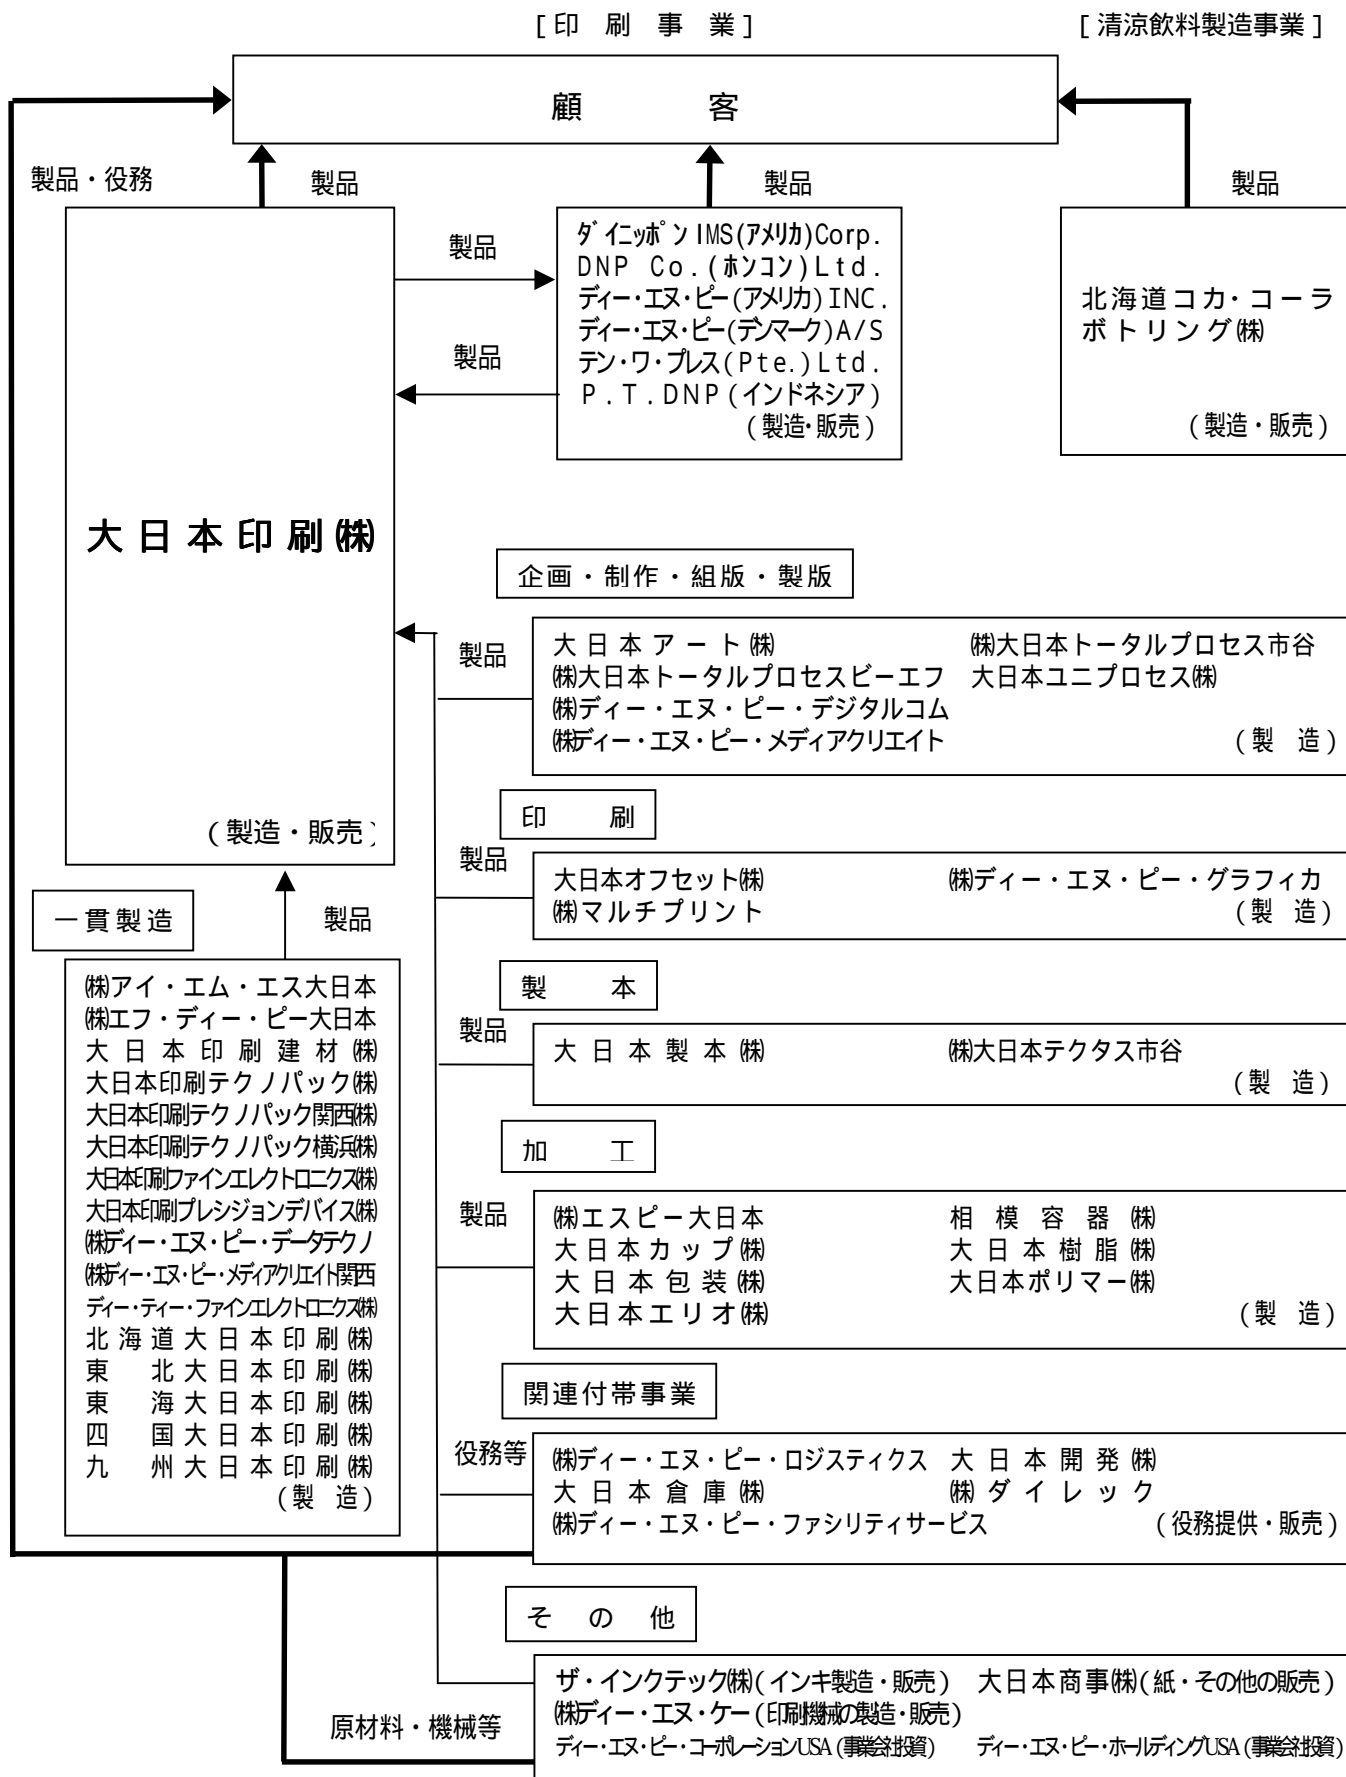 [印　刷　事　業]
[清涼飲料製造事業]
顧　　　客
製品・役務
製品
製品
製品
大日本印刷㈱
(製造・販売)
製品
製品
ダイニッポンIMS(アメリカ)Corp.
DNP Co.(ホンコン)Ltd.
ディー・エヌ・ピー(アメリカ)INC.
ディー・エヌ・ピー(デンマーク)A/S
テン・ワ・プレス(Pte.)Ltd.
P.T.DNP(インドネシア)
(製造・販売)
北海道コカ・コーラ
ボトリング㈱
(製造・販売)
企画・制作・組版・製版
製品
大日本アート㈱　㈱大日本トータルプロセス市谷
㈱大日本トータルプロセスビーエフ　大日本ユニプロセス㈱
㈱ディー・エヌ・ピー・デジタルコム
㈱ディー・エヌ・ピー・メディアクリエイト　(製　造)
印　刷
製品
大日本オフセット㈱　㈱ディー・エヌ・ピー・グラフィカ
㈱マルチプリント　(製　造)
製　本
製品
大日本製本㈱　㈱大日本テクタス市谷
(製　造)
加　工
製品
㈱エスピー大日本　相模容器㈱
大日本カップ㈱　大日本樹脂㈱
大日本包装㈱　大日本ポリマー㈱
大日本エリオ㈱　(製　造)
関連付帯事業
役務等
㈱ディー・エヌ・ピー・ロジスティクス　大日本開発㈱
大日本倉庫㈱　㈱ダイレック
㈱ディー・エヌ・ピー・ファシリティサービス　(役務提供・販売)
その他
ザ・インクテック㈱(インキ製造・販売)　大日本商事㈱(紙・その他の販売)
㈱ディー・エヌ・ケー(印刷機械の製造・販売)
ディー・エヌ・ピー・コーポレーションUSA(事業会社投資)　ディー・エヌ・ピー・ホールディングUSA(事業会社投資)
原材料・機械等
一貫製造
製品
㈱アイ・エム・エス大日本
㈱エフ・ディー・ピー大日本
大日本印刷建材㈱
大日本印刷テクノパック㈱
大日本印刷テクノパック関西㈱
大日本印刷テクノパック横浜㈱
大日本印刷ファインエレクトロニクス㈱
大日本印刷プレシジョンデバイス㈱
㈱ディー・エヌ・ピー・データテクノ
㈱ディー・エヌ・ピー・メディアクリエイト関西
ディー・ティー・ファインエレクトロニクス㈱
北海道大日本印刷㈱
東　北大日本印刷㈱
東　海大日本印刷㈱
四　国大日本印刷㈱
九　州大日本印刷㈱
(製　造)